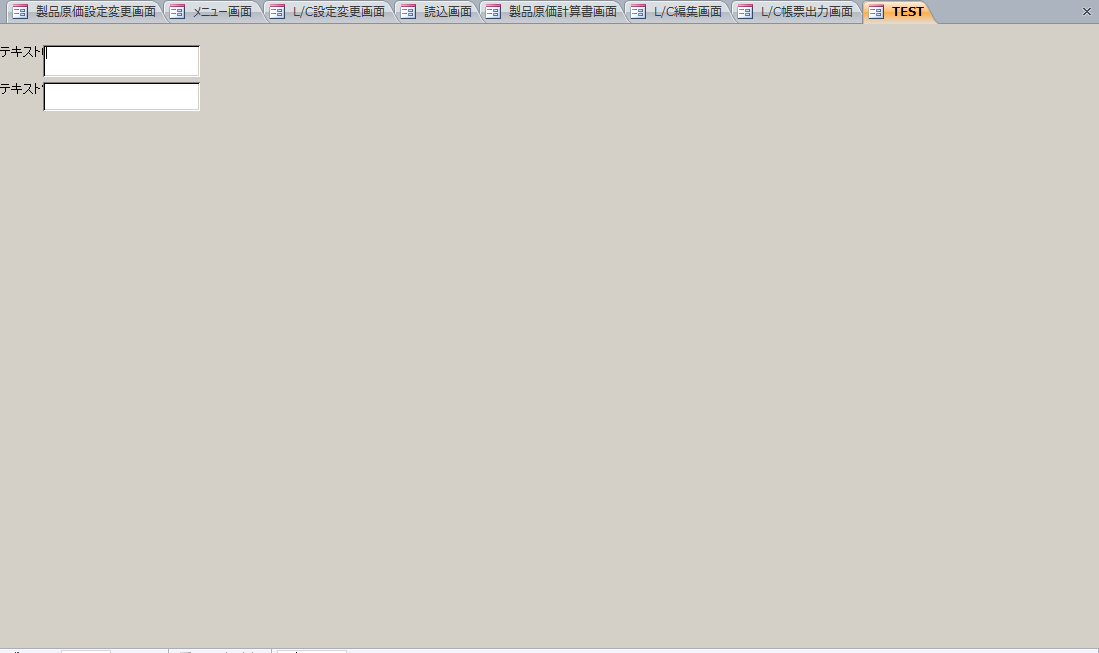 製品原価設定変更画面
メニュー画面
L/C設定変更画面
読込画面
製品原価計算書画面
L/C編集画面
L/C帳票出力画面
TEST
テキスト
テキスト